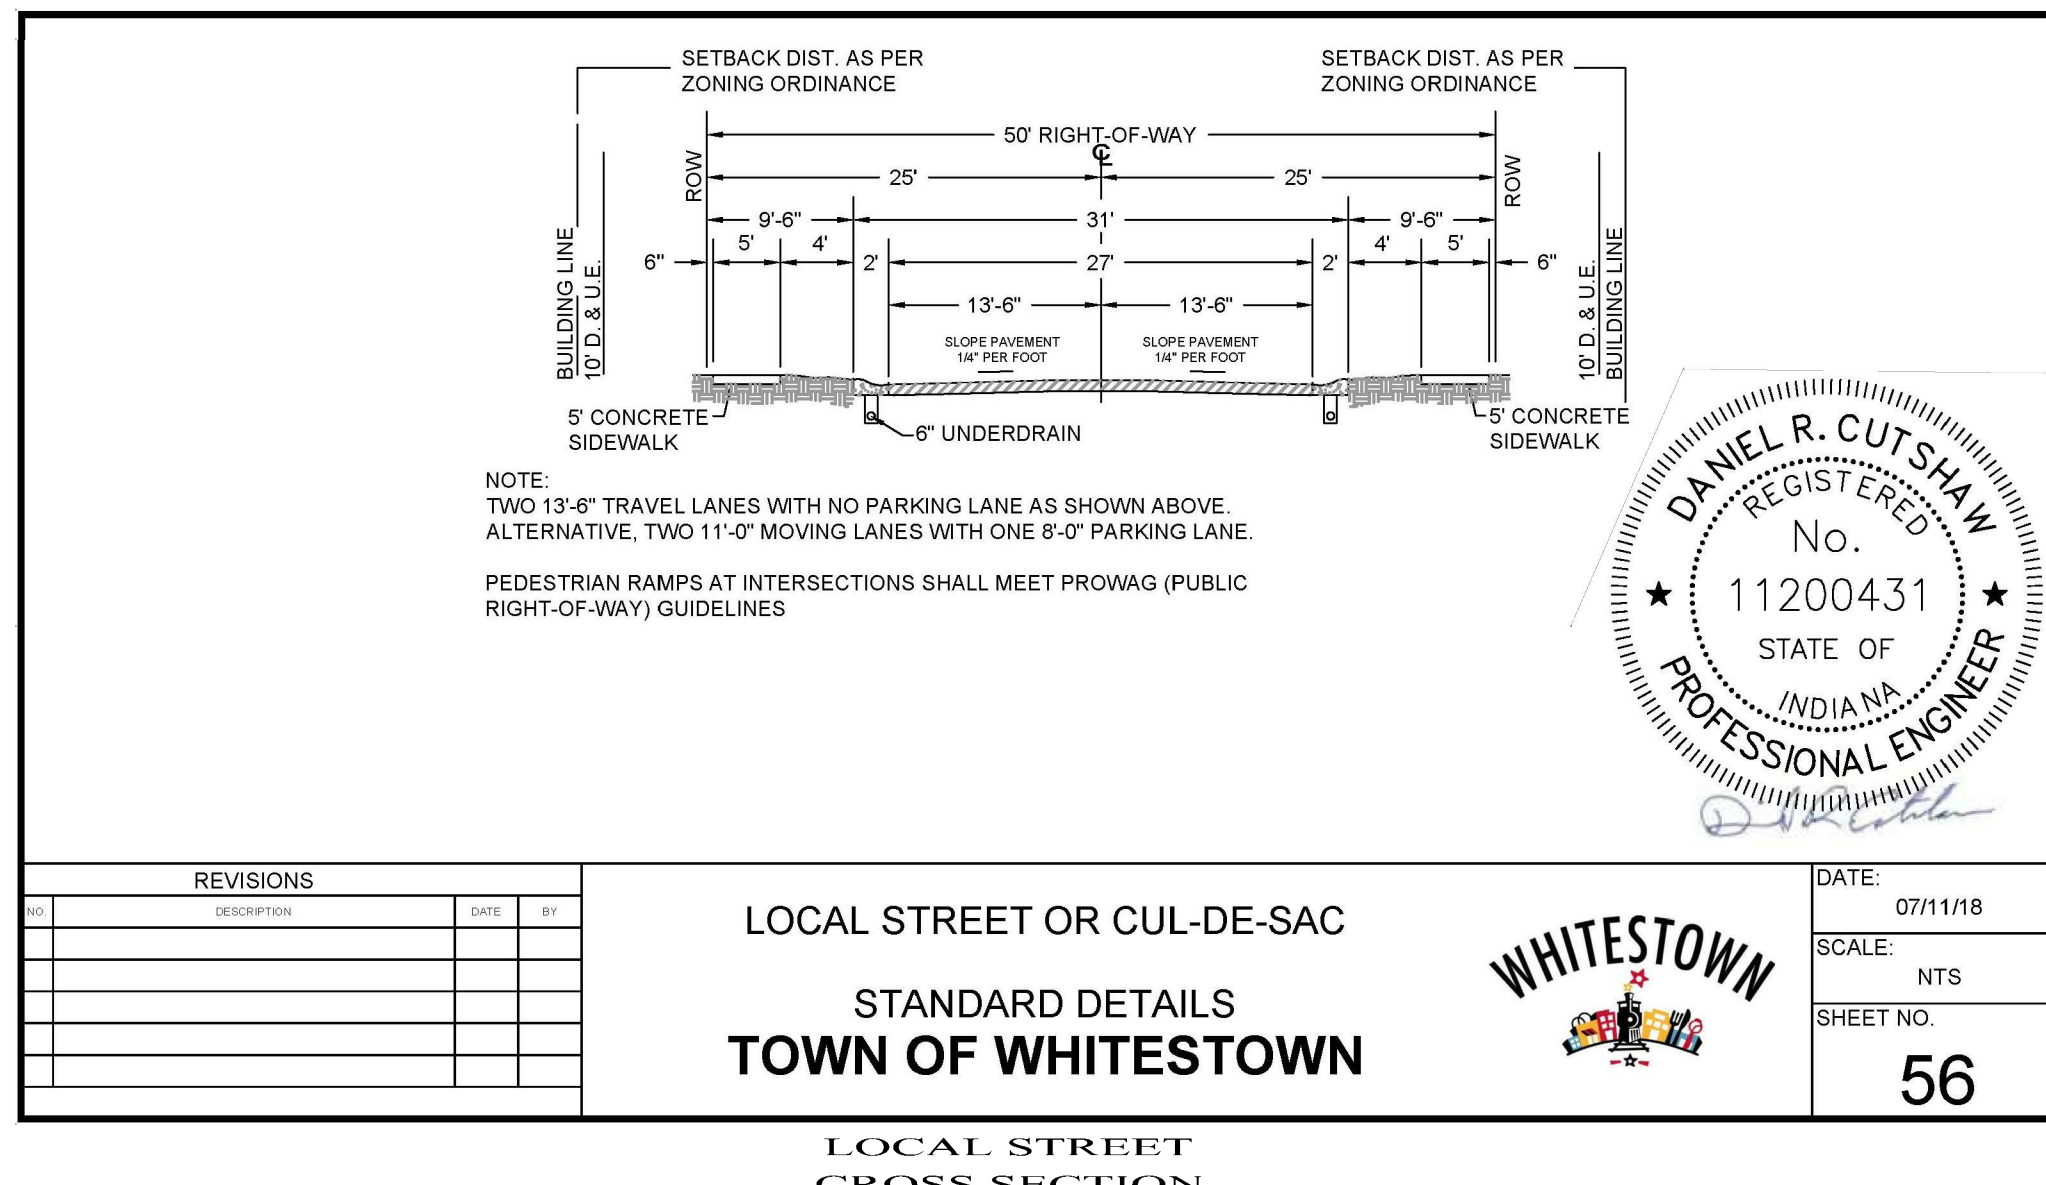 SETBACK DIST. AS PER
ZONING ORDINANCE
SETBACK DIST. AS PER
ZONING ORDINANCE
50' RIGHT-OF-WAY
℄
ROW
ROW
25'
25'
9'-6"
31'
9'-6"
6"
5'
4'
2'
27'
2'
4'
5'
6"
13'-6"
13'-6"
BUILDING LINE
10' D. & U.E.
10' D. & U.E.
BUILDING LINE
SLOPE PAVEMENT
1/4" PER FOOT
SLOPE PAVEMENT
1/4" PER FOOT
5' CONCRETE
SIDEWALK
6" UNDERDRAIN
5' CONCRETE
SIDEWALK
NOTE:
TWO 13'-6" TRAVEL LANES WITH NO PARKING LANE AS SHOWN ABOVE.
ALTERNATIVE, TWO 11'-0" MOVING LANES WITH ONE 8'-0" PARKING LANE.
PEDESTRIAN RAMPS AT INTERSECTIONS SHALL MEET PROWAG (PUBLIC
RIGHT-OF-WAY) GUIDELINES
DANIEL R. CUTSHAW
REGISTERED
No.
11200431
STATE OF
INDIANA
PROFESSIONAL ENGINEER
REVISIONS
NO. DESCRIPTION DATE BY
LOCAL STREET OR CUL-DE-SAC
STANDARD DETAILS
TOWN OF WHITESTOWN
WHITESTOWN
DATE:
07/11/18
SCALE:
NTS
SHEET NO.
56
LOCAL STREET
CROSS SECTION